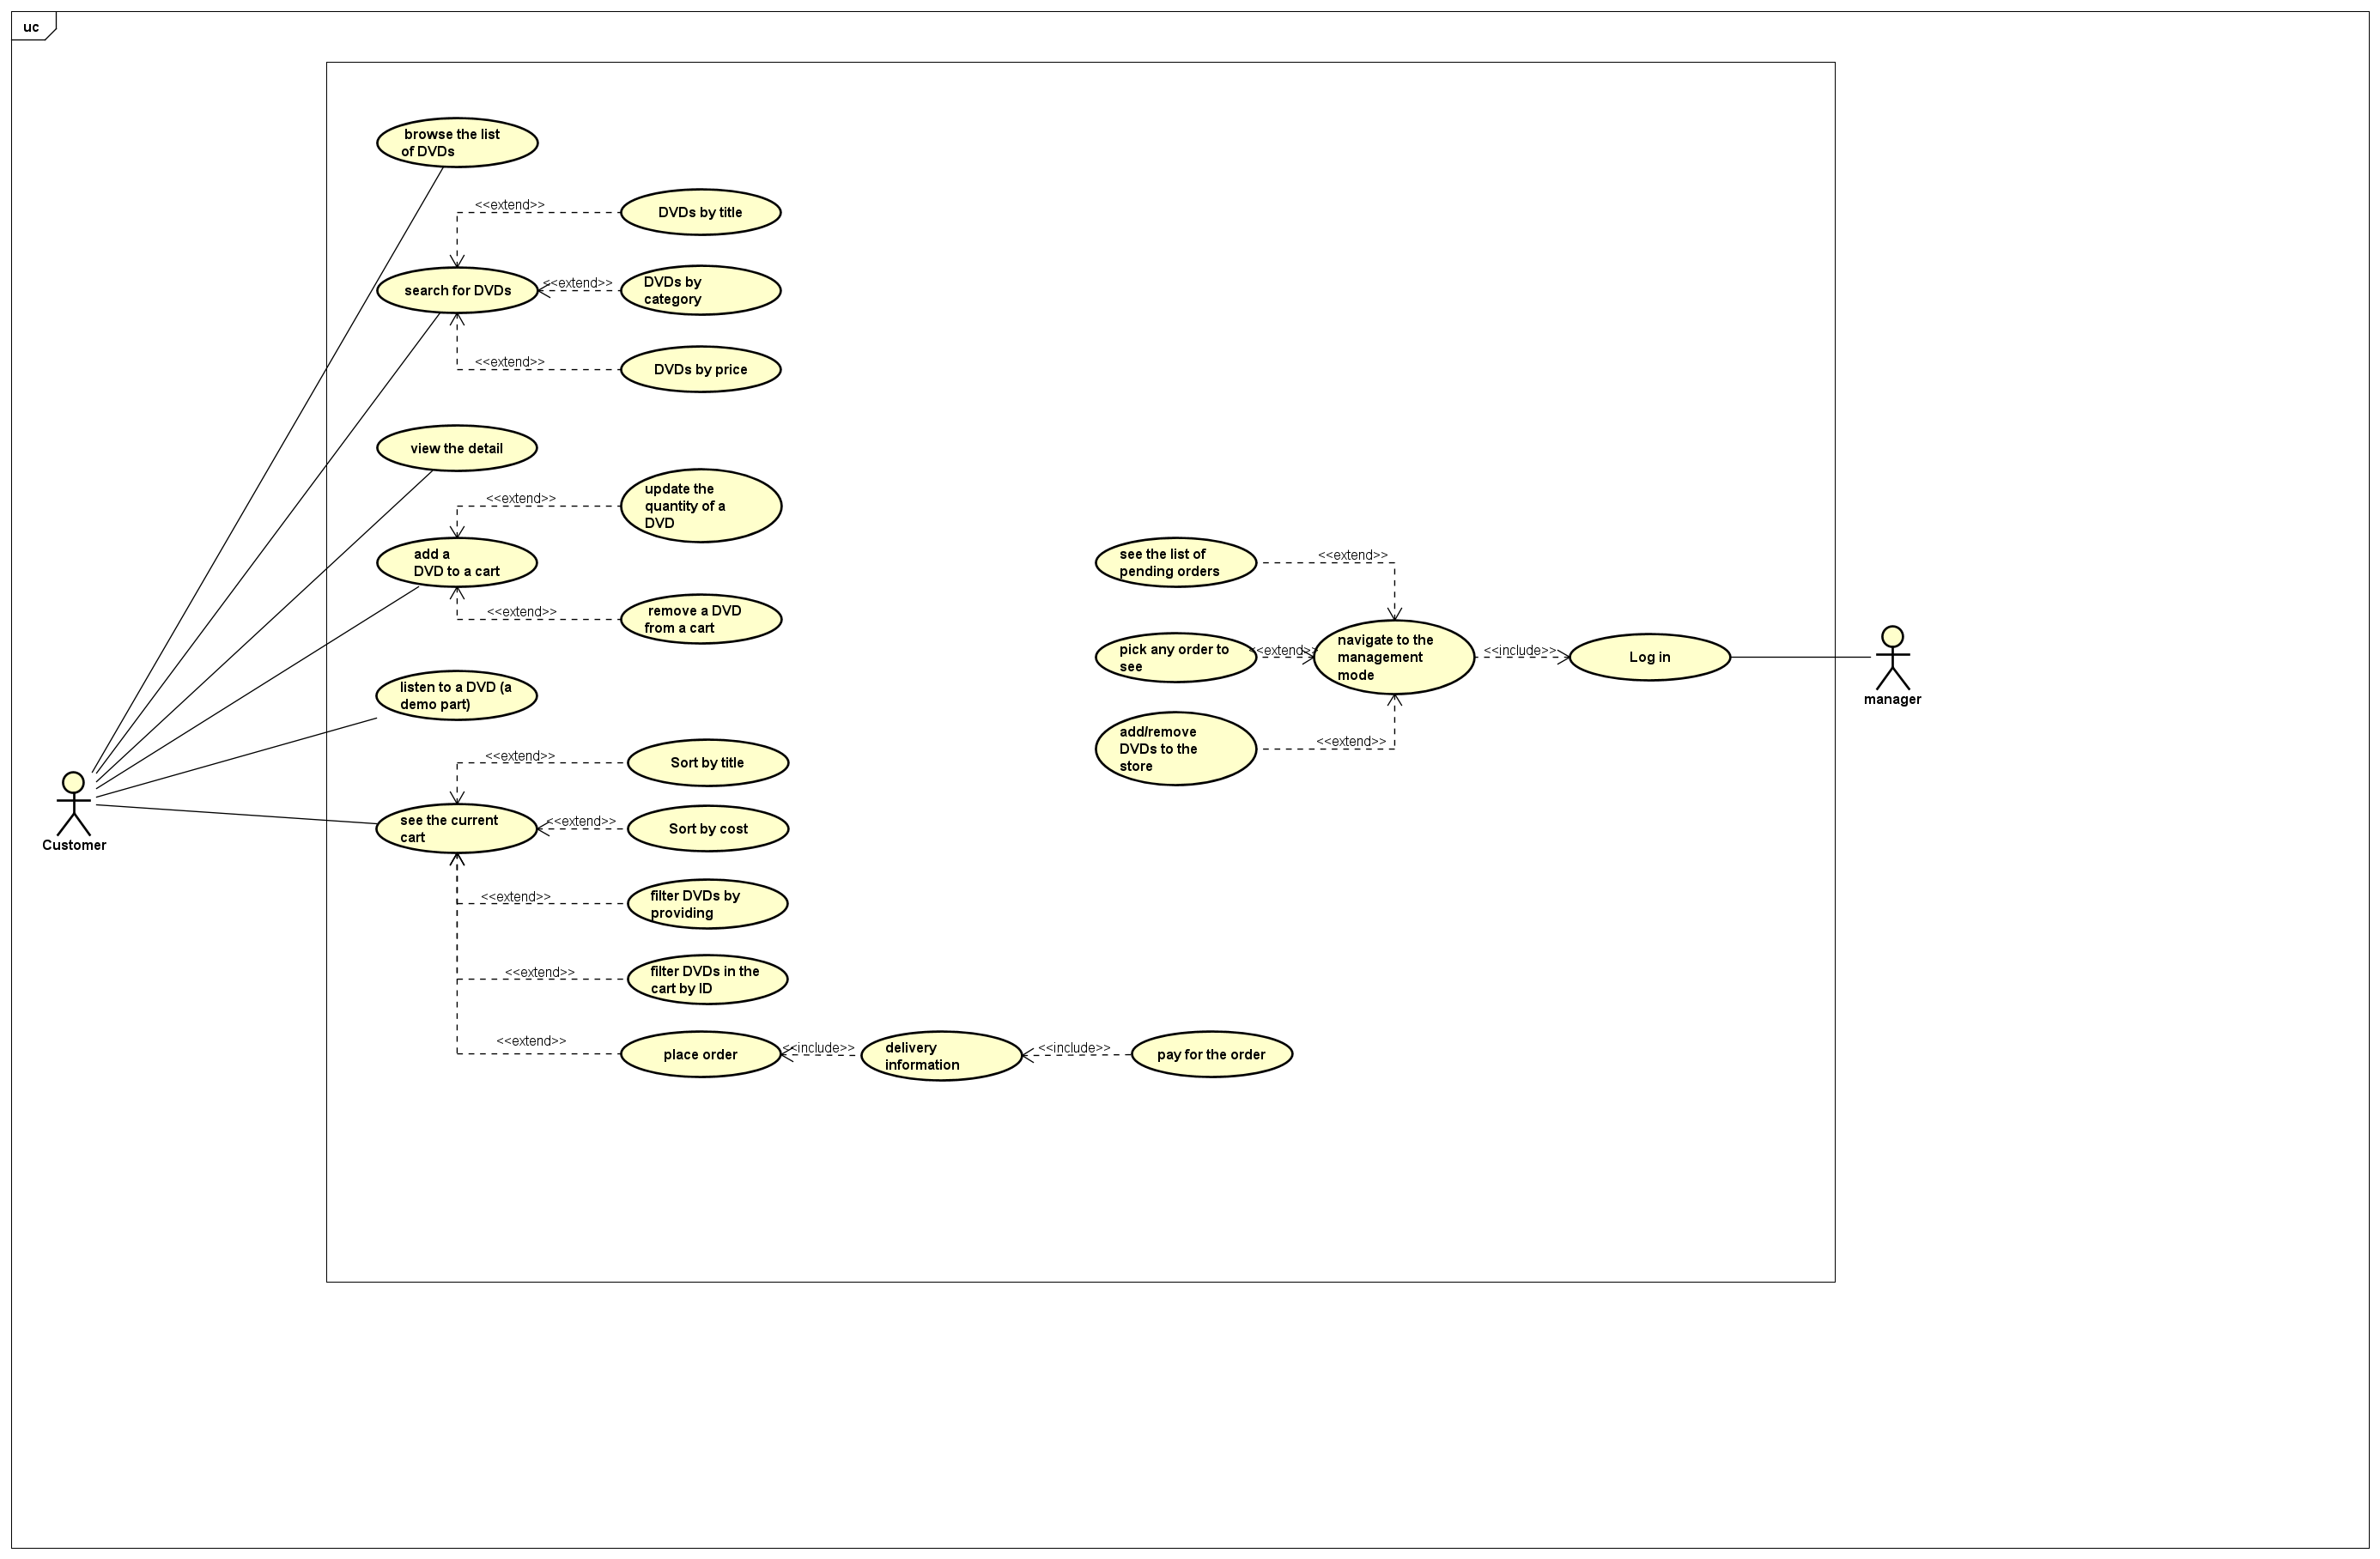 uc
browse the list
of DVDs
<<extend>>
DVDs by title
search for DVDs
<<extend>>
DVDs by
category
<<extend>>
DVDs by price
view the detail
<<extend>>
update the
quantity of a
DVD
add a
DVD to a cart
<<extend>>
remove a DVD
from a cart
listen to a DVD (a
demo part)
<<extend>>
Sort by title
see the current
cart
<<extend>>
Sort by cost
<<extend>>
filter DVDs by
providing
<<extend>>
filter DVDs in the
cart by ID
<<extend>>
place order
<<include>>
delivery
information
<<include>>
pay for the order
Customer
see the list of
pending orders
<<extend>>
pick any order to
see
<<extend>>
navigate to the
management
mode
<<include>>
Log in
add/remove
DVDs to the
store
<<extend>>
manager